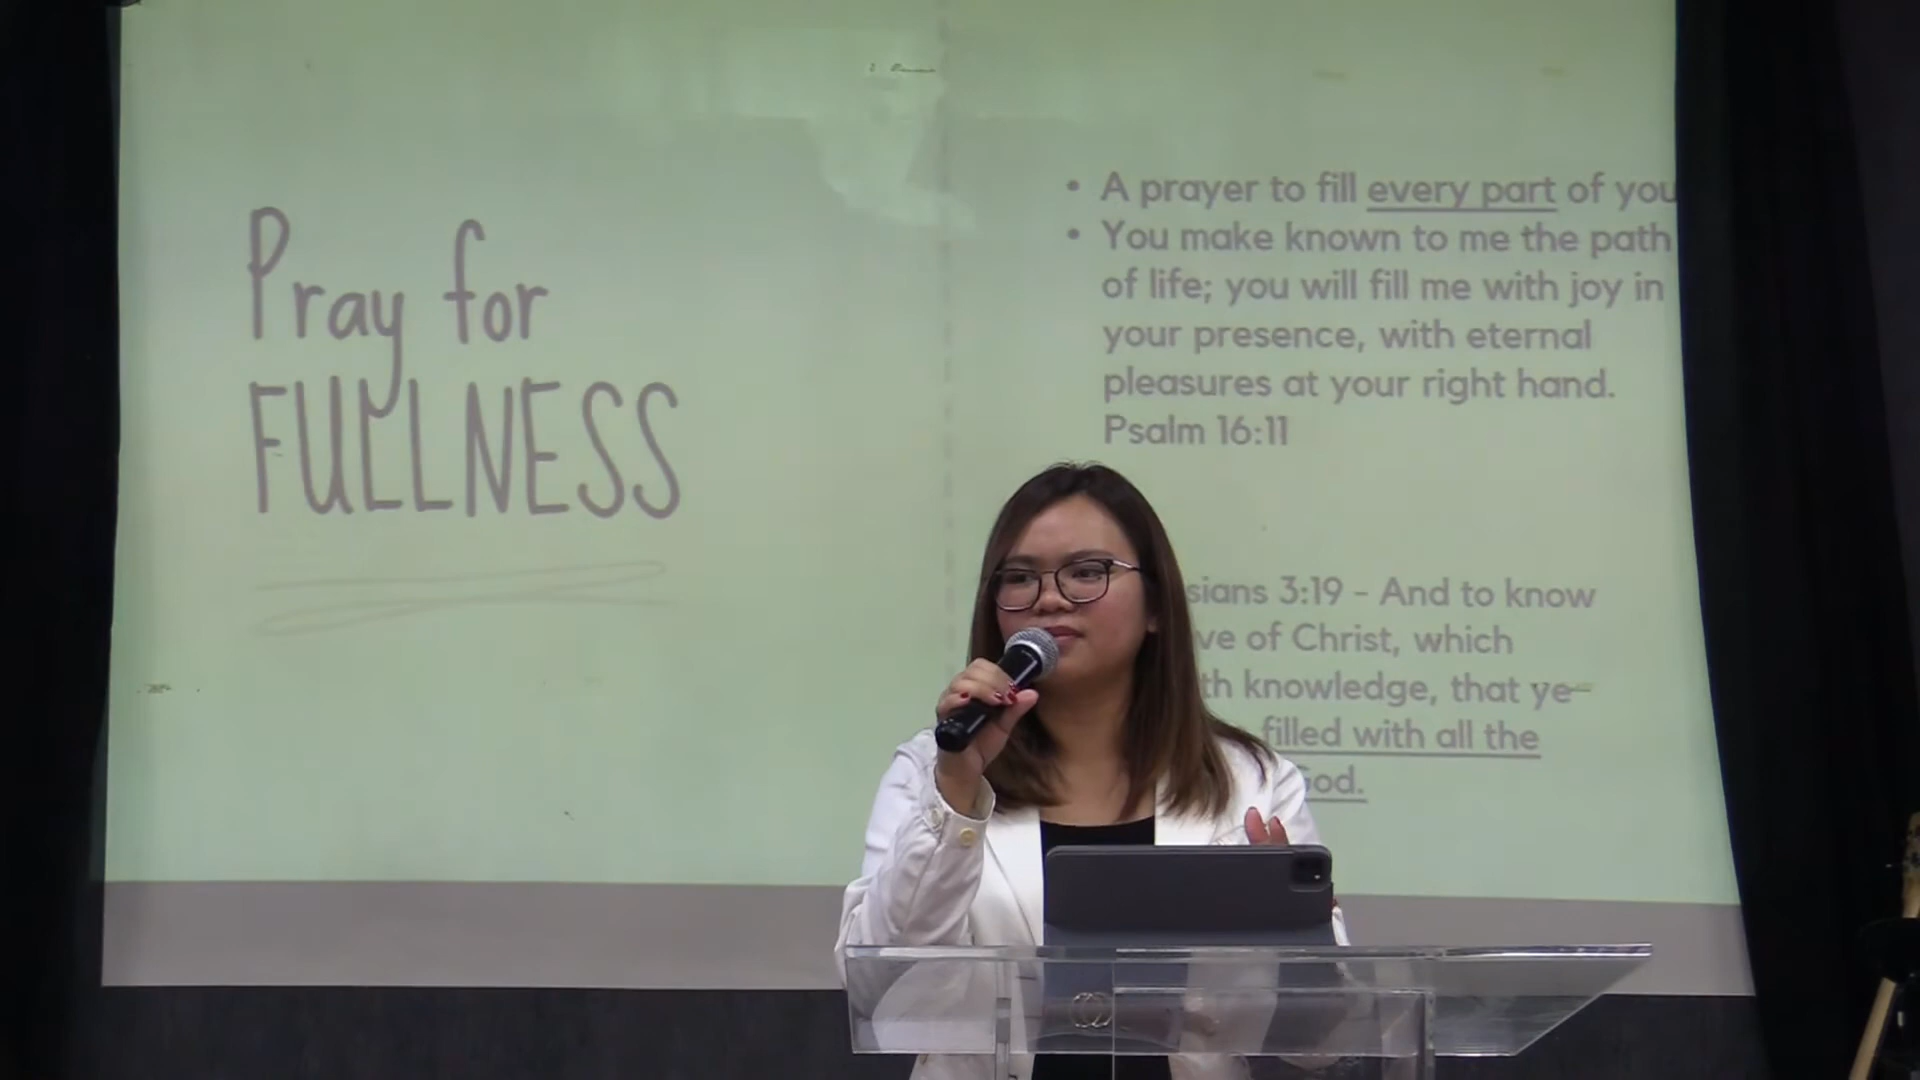 Pray for
FULLNESS
• A prayer to fill every part of you
• You make known to me the path
of life; you will fill me with joy in
your presence, with eternal
pleasures at your right hand.
Psalm 16:11
sians 3:19 - And to know
ve of Christ, which
th knowledge, that ye
filled with all the
God.